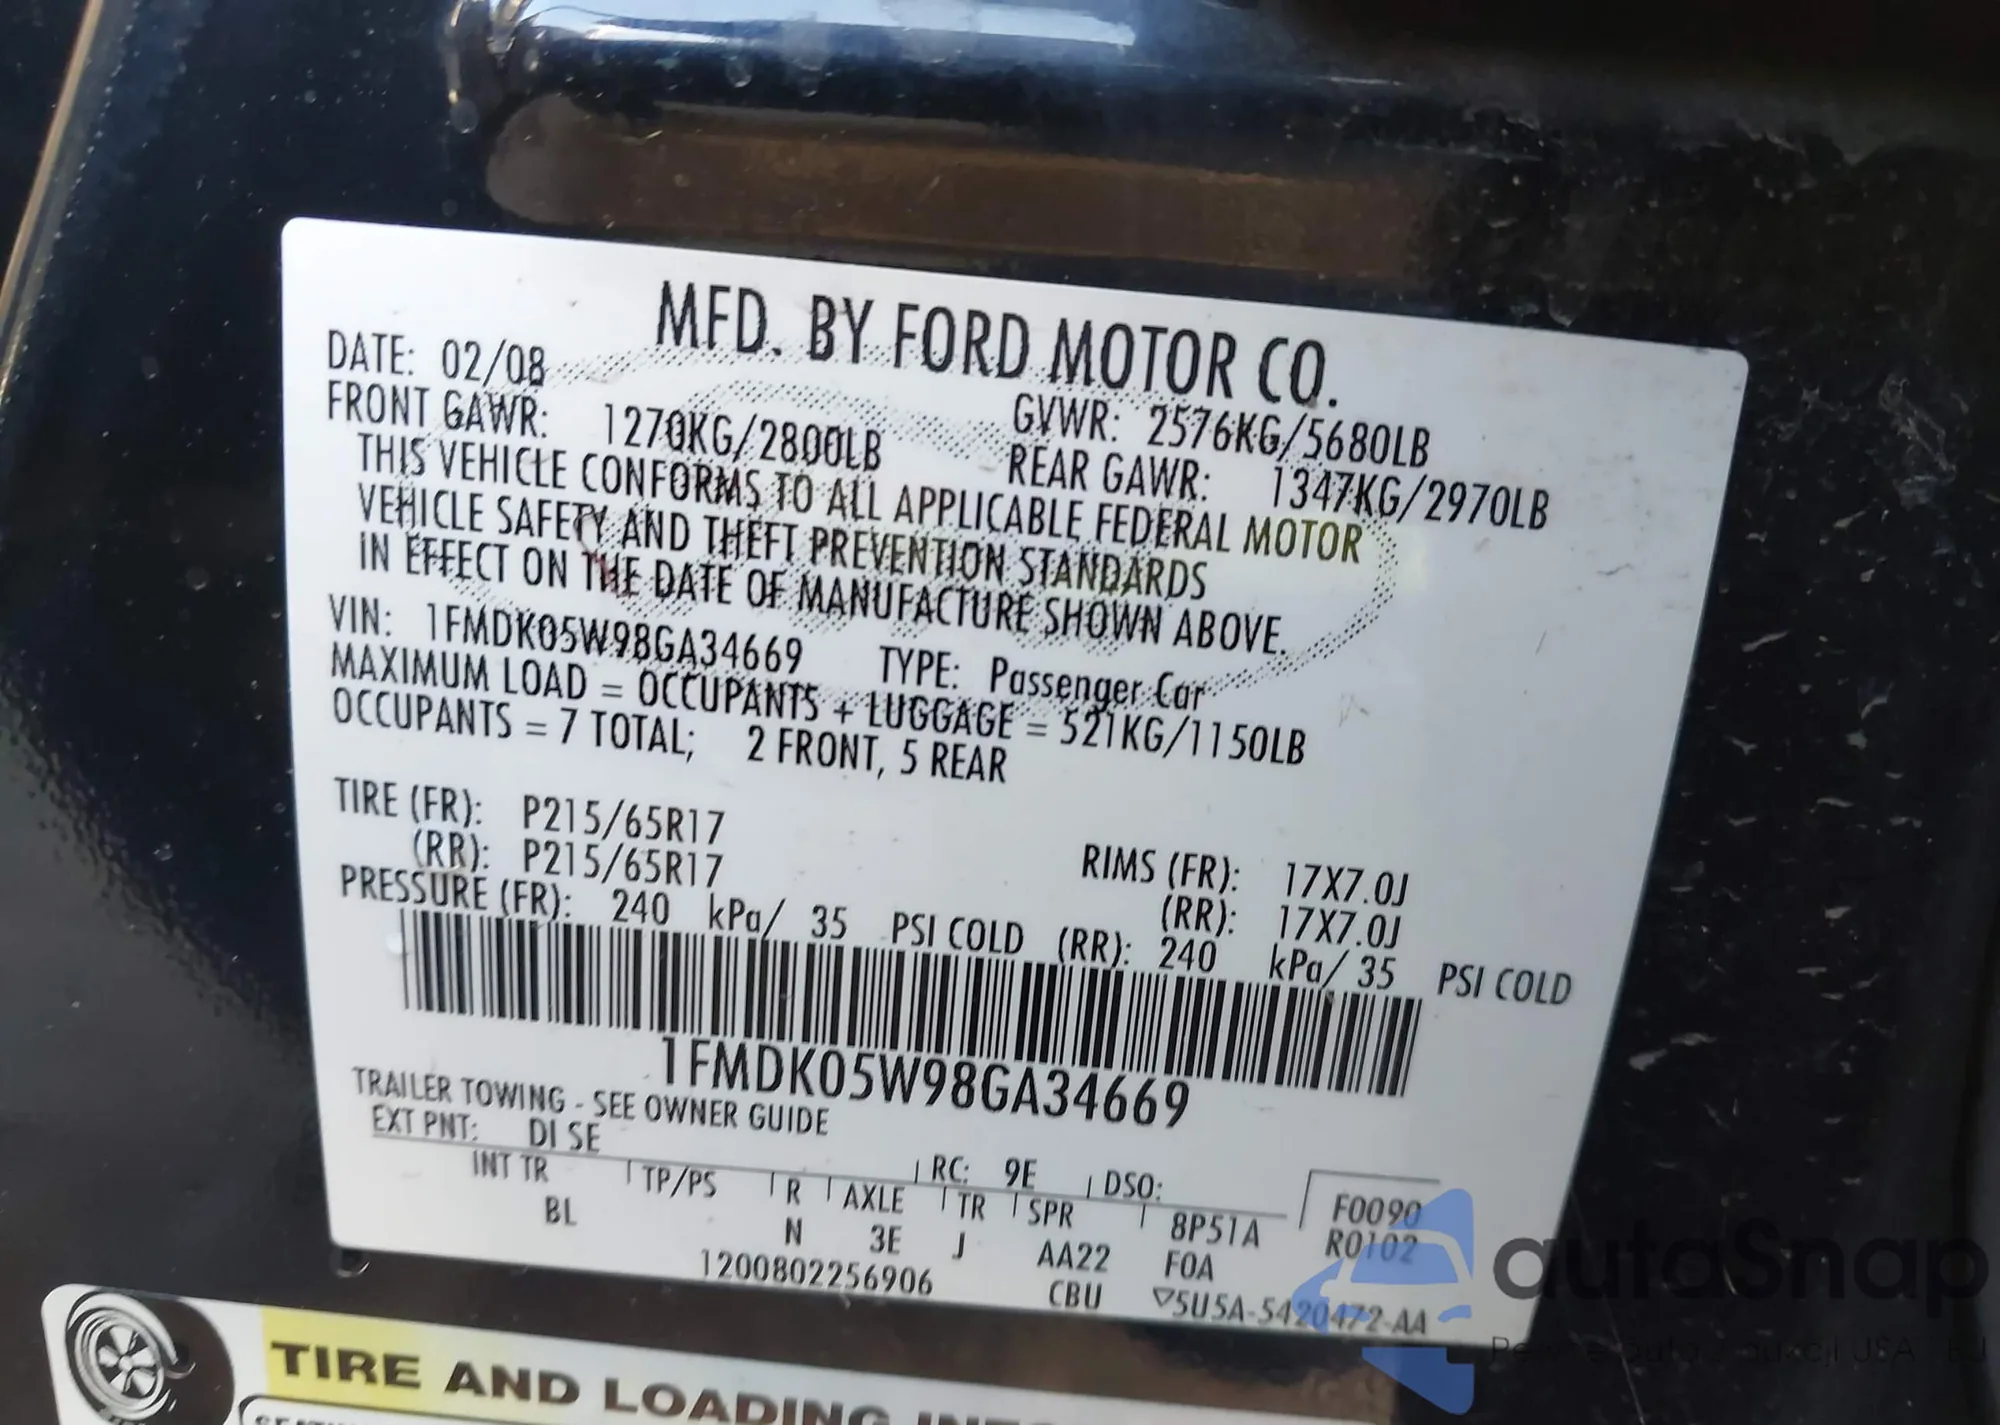 MFD. BY FORD MOTOR CO.
DATE: 02/08 GVWR: 2576KG/5680LB
FRONT GAWR: 1270KG/2800LB REAR GAWR: 1347KG/2970LB
THIS VEHICLE CONFORMS TO ALL APPLICABLE FEDERAL MOTOR
VEHICLE SAFETY AND THEFT PREVENTION STANDARDS
IN EFFECT ON THE DATE OF MANUFACTURE SHOWN ABOVE.
VIN: 1FMDK05W98GA34669 TYPE: Passenger Car
MAXIMUM LOAD = OCCUPANTS + LUGGAGE = 521KG/1150LB
OCCUPANTS = 7 TOTAL; 2 FRONT, 5 REAR
TIRE (FR): P215/65R17 RIMS (FR): 17X7.0J
(RR): P215/65R17 (RR): 17X7.0J
PRESSURE (FR): 240 kPa/ 35 PSI COLD (RR): 240 kPa/ 35 PSI COLD
1FMDK05W98GA34669
TRAILER TOWING - SEE OWNER GUIDE
EXT PNT: DI SE RC: 9E DSO: F0090
INT TR TP/PS R AXLE TR SPR 8P51A R0102
BL N 3E J AA22 F0A
1200802256906 CBU ▽5U5A-5420472-AA
autoSnap
USA
TIRE AND LOADING